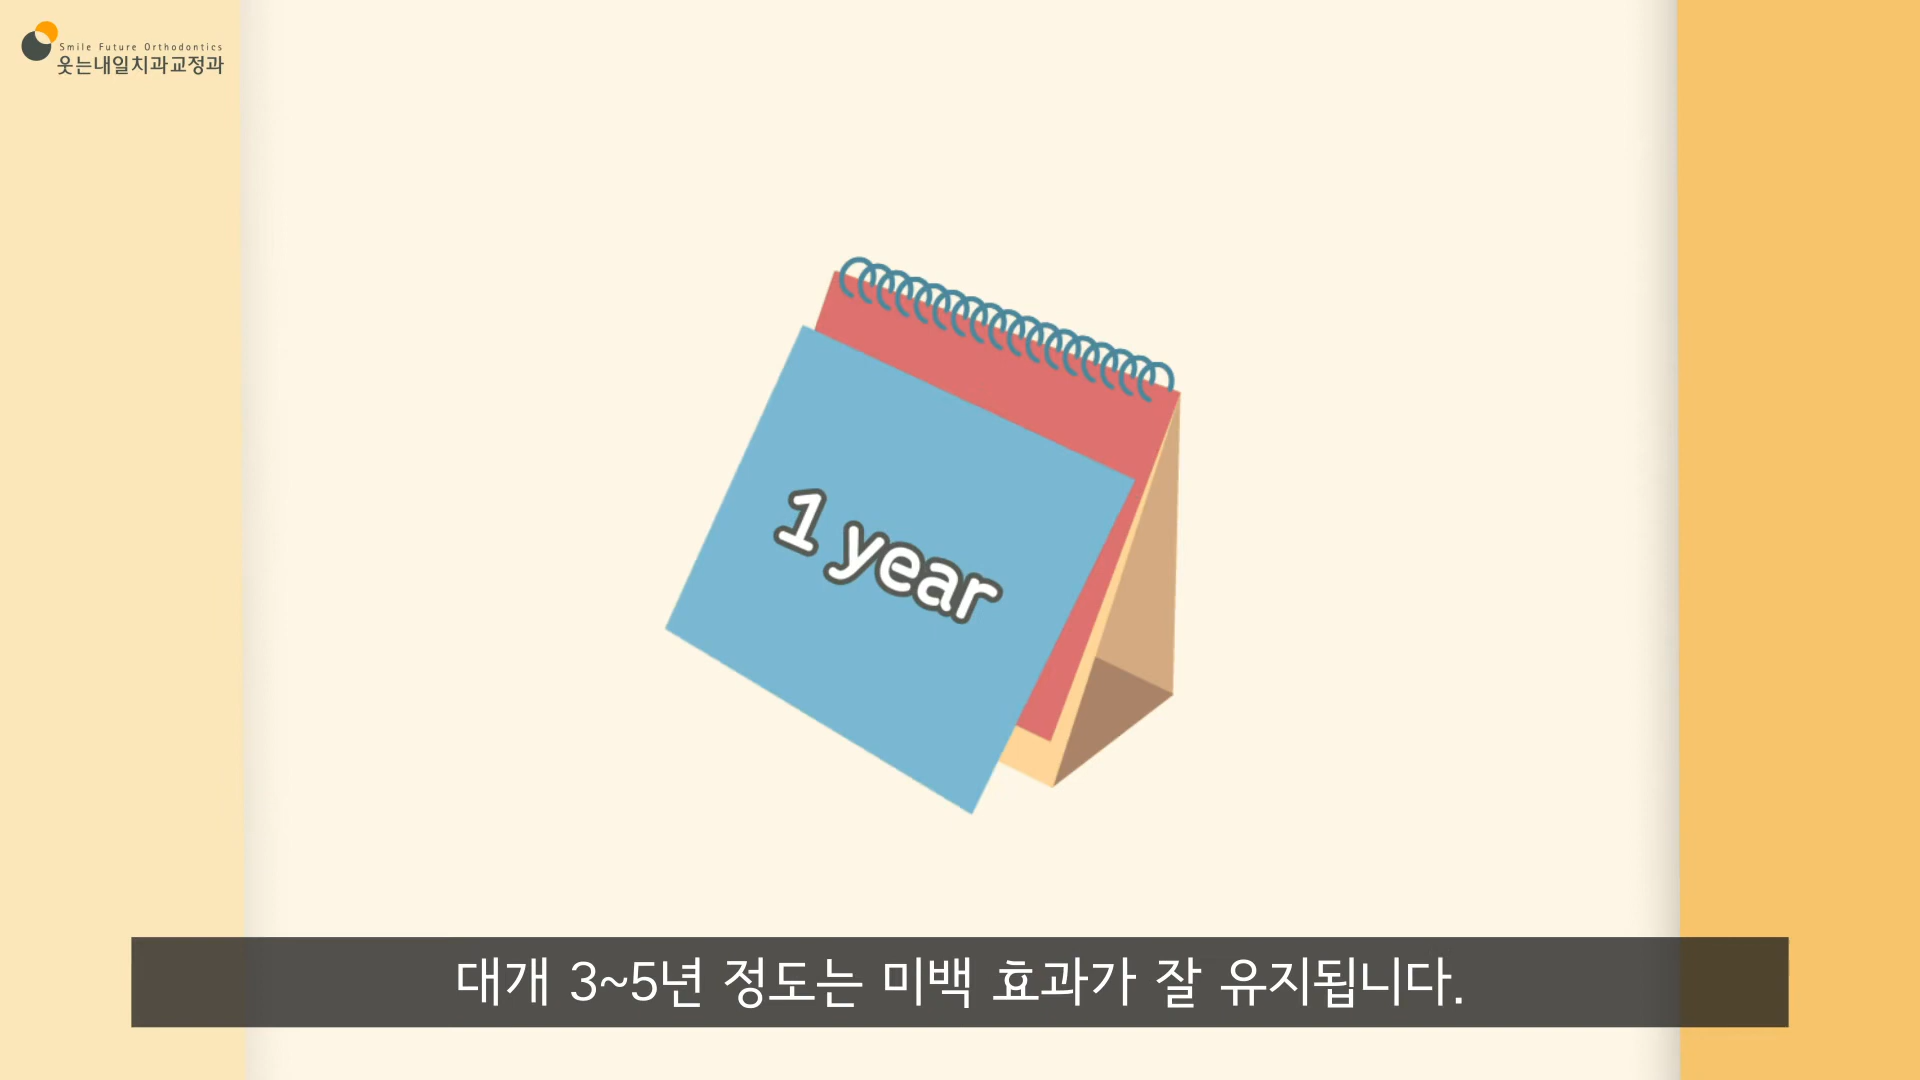 Smile Future Orthodontics
웃는내일치과교정과
1 year
대개 3~5년 정도는 미백 효과가 잘 유지됩니다.